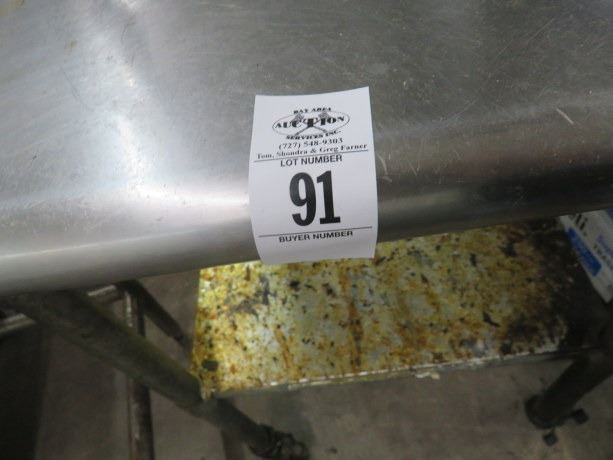 BAY AREA
AUCTION
SERVICES INC.
(727) 548-9303
Tom, Shondra & Greg Farner
LOT NUMBER
91
BUYER NUMBER